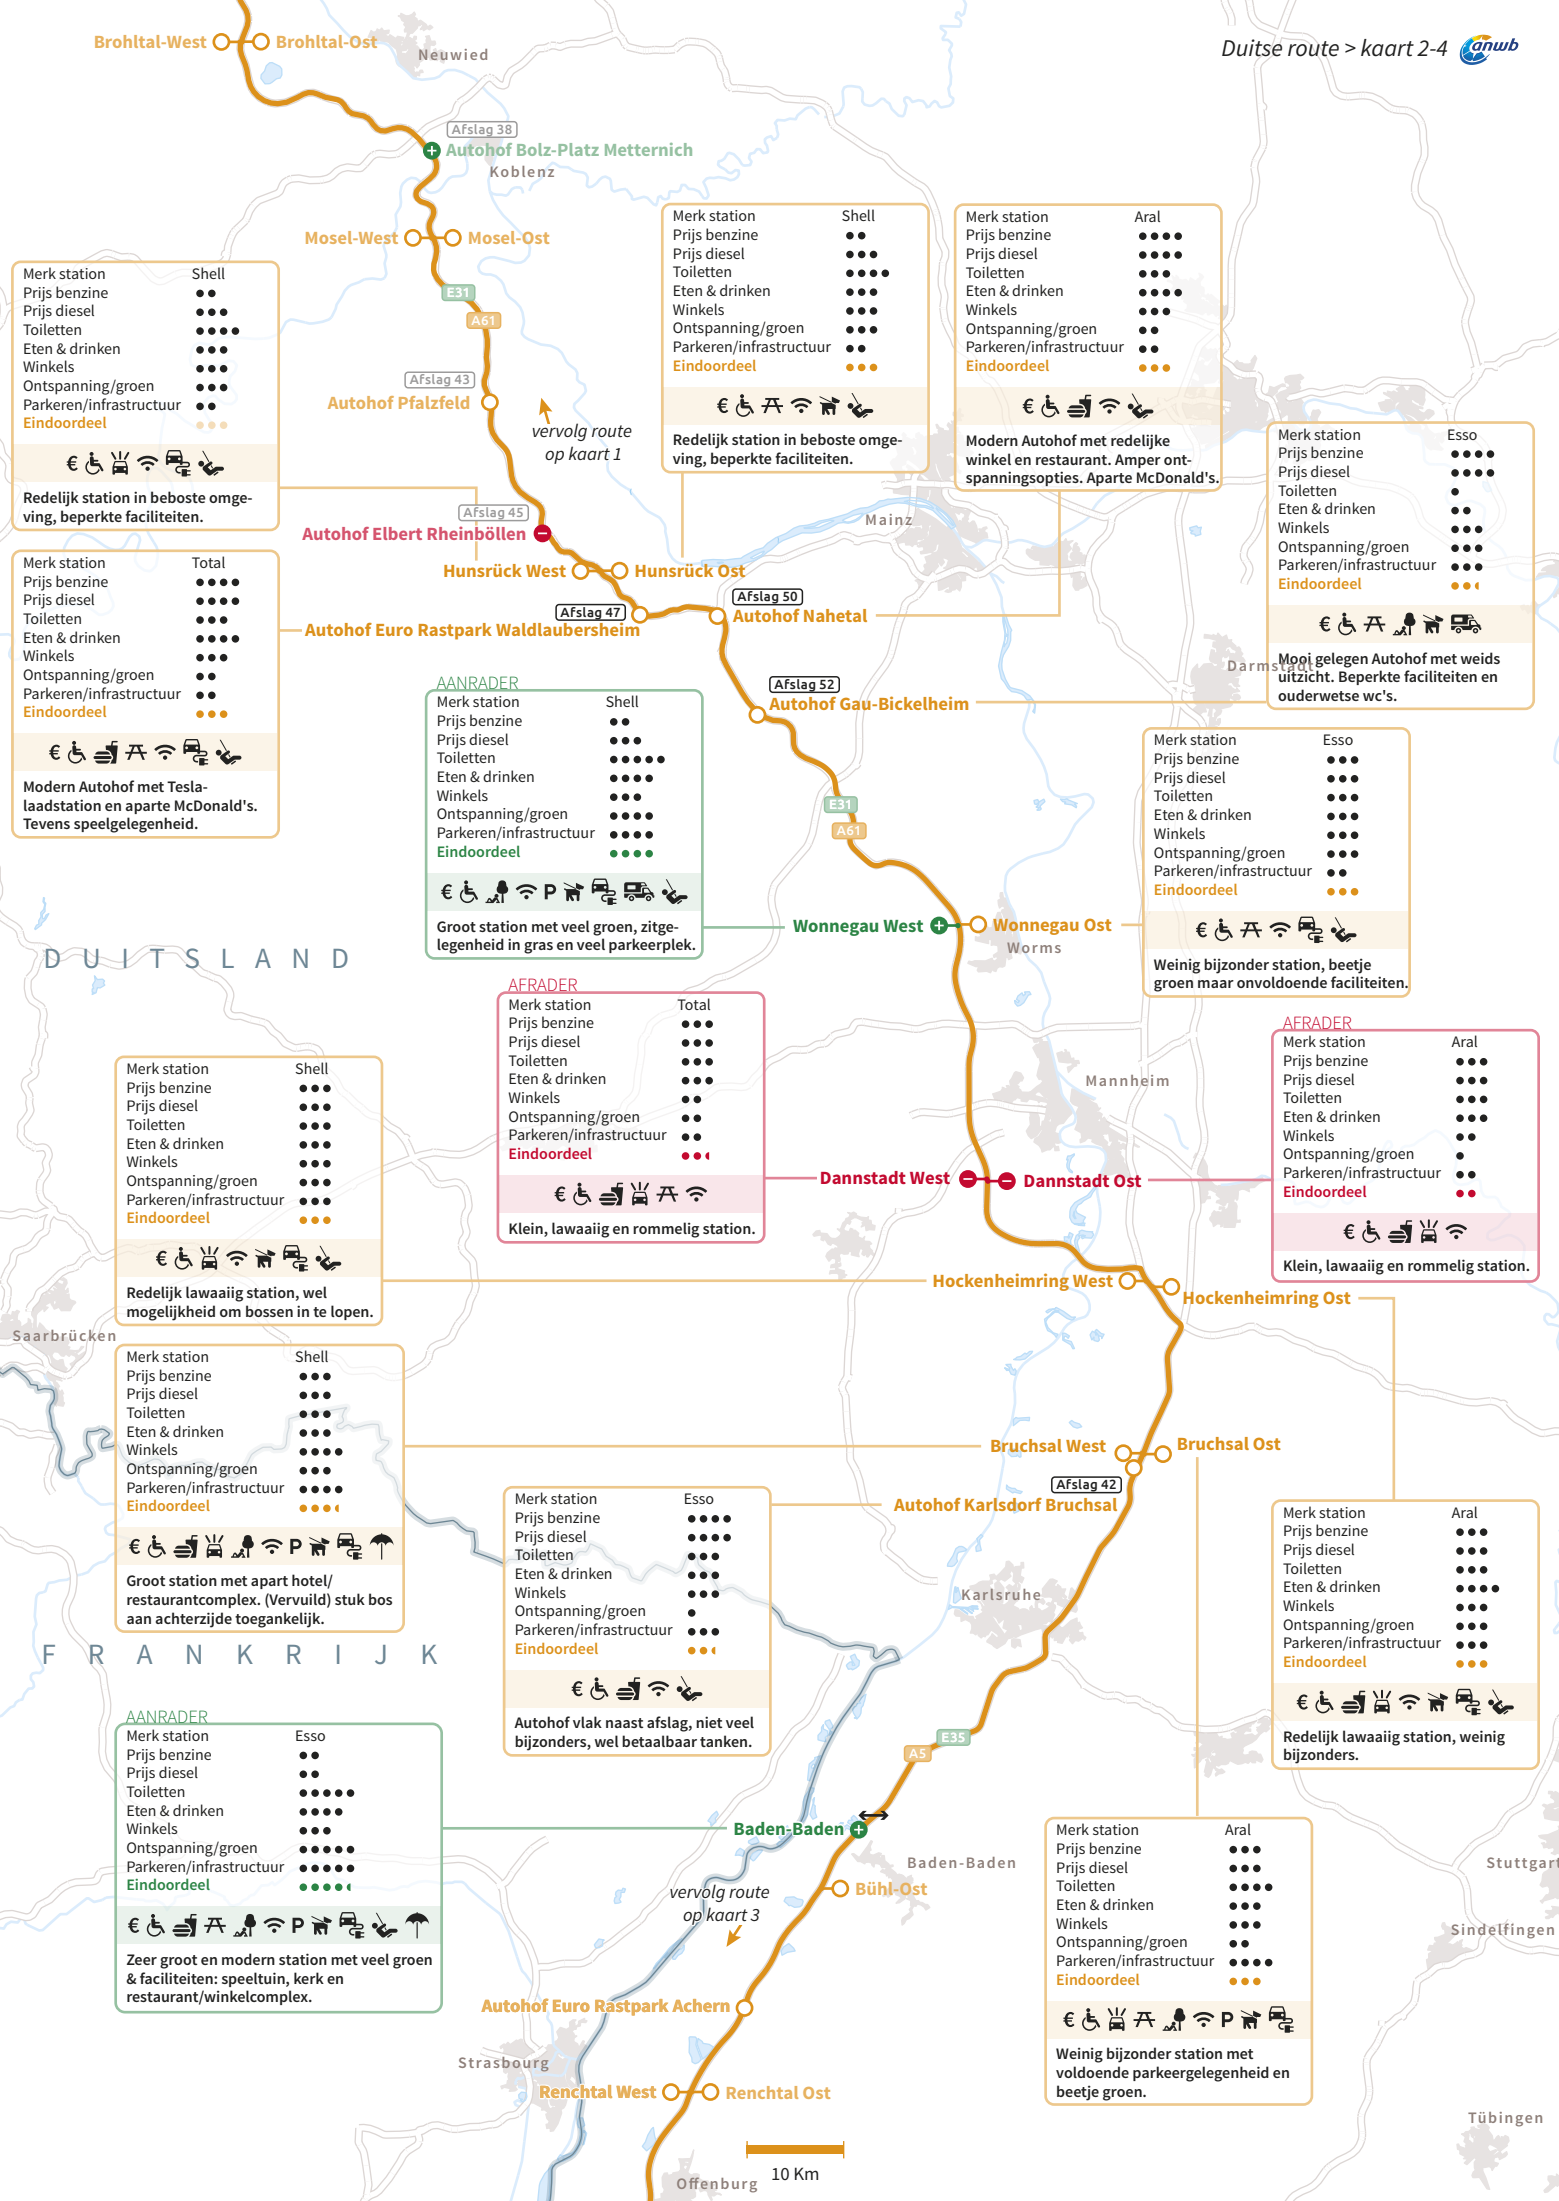 Duitse route > kaart 2-4
anwb
Brohltal-West
Brohltal-Ost
Neuwied
Afslag 38
Autohof Bolz-Platz Metternich
Koblenz
Mosel-West
Mosel-Ost
E31
A61
Afslag 43
Autohof Pfalzfeld
vervolg route
op kaart 1
Afslag 45
Autohof Elbert Rheinböllen
Hunsrück West
Hunsrück Ost
Afslag 47
Autohof Euro Rastpark Waldlaubersheim
Afslag 50
Autohof Nahetal
Mainz
Darmstadt
Afslag 52
Autohof Gau-Bickelheim
E31
A61
Wonnegau West
Wonnegau Ost
Worms
DUITSLAND
Mannheim
Dannstadt West
Dannstadt Ost
Hockenheimring West
Hockenheimring Ost
Saarbrücken
Bruchsal West
Bruchsal Ost
Afslag 42
Autohof Karlsdorf Bruchsal
Karlsruhe
FRANKRIJK
E35
A5
Baden-Baden
Baden-Baden
Bühl-Ost
vervolg route
op kaart 3
Autohof Euro Rastpark Achern
Strasbourg
Renchtal West
Renchtal Ost
Offenburg
10 Km
Stuttgart
Sindelfingen
Tübingen
Merk station Shell
Prijs benzine
Prijs diesel
Toiletten
Eten & drinken
Winkels
Ontspanning/groen
Parkeren/infrastructuur
Eindoordeel
€
Redelijk station in beboste omge-
ving, beperkte faciliteiten.
Merk station Total
Prijs benzine
Prijs diesel
Toiletten
Eten & drinken
Winkels
Ontspanning/groen
Parkeren/infrastructuur
Eindoordeel
€
Modern Autohof met Tesla-
laadstation en aparte McDonald's.
Tevens speelgelegenheid.
Merk station Shell
Prijs benzine
Prijs diesel
Toiletten
Eten & drinken
Winkels
Ontspanning/groen
Parkeren/infrastructuur
Eindoordeel
€
Redelijk station in beboste omge-
ving, beperkte faciliteiten.
Merk station Aral
Prijs benzine
Prijs diesel
Toiletten
Eten & drinken
Winkels
Ontspanning/groen
Parkeren/infrastructuur
Eindoordeel
€
Modern Autohof met redelijke
winkel en restaurant. Amper ont-
spanningsopties. Aparte McDonald's.
Merk station Esso
Prijs benzine
Prijs diesel
Toiletten
Eten & drinken
Winkels
Ontspanning/groen
Parkeren/infrastructuur
Eindoordeel
€
Mooi gelegen Autohof met weids
uitzicht. Beperkte faciliteiten en
ouderwetse wc's.
AANRADER
Merk station Shell
Prijs benzine
Prijs diesel
Toiletten
Eten & drinken
Winkels
Ontspanning/groen
Parkeren/infrastructuur
Eindoordeel
€ P
Groot station met veel groen, zitge-
legenheid in gras en veel parkeerplek.
Merk station Esso
Prijs benzine
Prijs diesel
Toiletten
Eten & drinken
Winkels
Ontspanning/groen
Parkeren/infrastructuur
Eindoordeel
€
Weinig bijzonder station, beetje
groen maar onvoldoende faciliteiten.
AFRADER
Merk station Total
Prijs benzine
Prijs diesel
Toiletten
Eten & drinken
Winkels
Ontspanning/groen
Parkeren/infrastructuur
Eindoordeel
€
Klein, lawaaiig en rommelig station.
AFRADER
Merk station Aral
Prijs benzine
Prijs diesel
Toiletten
Eten & drinken
Winkels
Ontspanning/groen
Parkeren/infrastructuur
Eindoordeel
€
Klein, lawaaiig en rommelig station.
Merk station Shell
Prijs benzine
Prijs diesel
Toiletten
Eten & drinken
Winkels
Ontspanning/groen
Parkeren/infrastructuur
Eindoordeel
€
Redelijk lawaaiig station, wel
mogelijkheid om bossen in te lopen.
Merk station Shell
Prijs benzine
Prijs diesel
Toiletten
Eten & drinken
Winkels
Ontspanning/groen
Parkeren/infrastructuur
Eindoordeel
€ P
Groot station met apart hotel/
restaurantcomplex. (Vervuild) stuk bos
aan achterzijde toegankelijk.
Merk station Esso
Prijs benzine
Prijs diesel
Toiletten
Eten & drinken
Winkels
Ontspanning/groen
Parkeren/infrastructuur
Eindoordeel
€
Autohof vlak naast afslag, niet veel
bijzonders, wel betaalbaar tanken.
Merk station Aral
Prijs benzine
Prijs diesel
Toiletten
Eten & drinken
Winkels
Ontspanning/groen
Parkeren/infrastructuur
Eindoordeel
€
Redelijk lawaaiig station, weinig
bijzonders.
AANRADER
Merk station Esso
Prijs benzine
Prijs diesel
Toiletten
Eten & drinken
Winkels
Ontspanning/groen
Parkeren/infrastructuur
Eindoordeel
€ P
Zeer groot en modern station met veel groen
& faciliteiten: speeltuin, kerk en
restaurant/winkelcomplex.
Merk station Aral
Prijs benzine
Prijs diesel
Toiletten
Eten & drinken
Winkels
Ontspanning/groen
Parkeren/infrastructuur
Eindoordeel
€ P
Weinig bijzonder station met
voldoende parkeergelegenheid en
beetje groen.